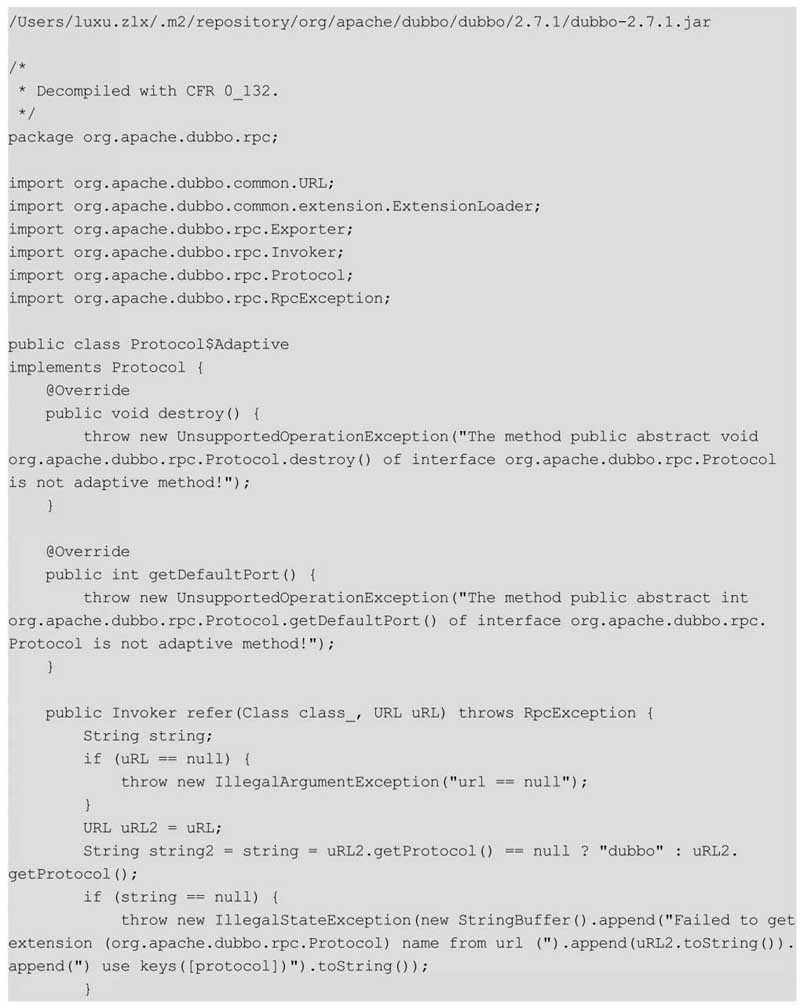 /Users/luxu.zlx/.m2/repository/org/apache/dubbo/dubbo/2.7.1/dubbo-2.7.1.jar

/*
 * Decompiled with CFR 0_132.
 */
package org.apache.dubbo.rpc;

import org.apache.dubbo.common.URL;
import org.apache.dubbo.common.extension.ExtensionLoader;
import org.apache.dubbo.rpc.Exporter;
import org.apache.dubbo.rpc.Invoker;
import org.apache.dubbo.rpc.Protocol;
import org.apache.dubbo.rpc.RpcException;

public class Protocol$Adaptive
implements Protocol {
    @Override
    public void destroy() {
        throw new UnsupportedOperationException("The method public abstract void
org.apache.dubbo.rpc.Protocol.destroy() of interface org.apache.dubbo.rpc.Protocol
is not adaptive method!");
    }

    @Override
    public int getDefaultPort() {
        throw new UnsupportedOperationException("The method public abstract int
org.apache.dubbo.rpc.Protocol.getDefaultPort() of interface org.apache.dubbo.rpc.
Protocol is not adaptive method!");
    }

    public Invoker refer(Class class_, URL uRL) throws RpcException {
        String string;
        if (uRL == null) {
            throw new IllegalArgumentException("url == null");
        }
        URL uRL2 = uRL;
        String string2 = string = uRL2.getProtocol() == null ? "dubbo" : uRL2.
getProtocol();
        if (string == null) {
            throw new IllegalStateException(new StringBuffer().append("Failed to get
extension (org.apache.dubbo.rpc.Protocol) name from url (").append(uRL2.toString()).
append(") use keys([protocol])").toString());
        }